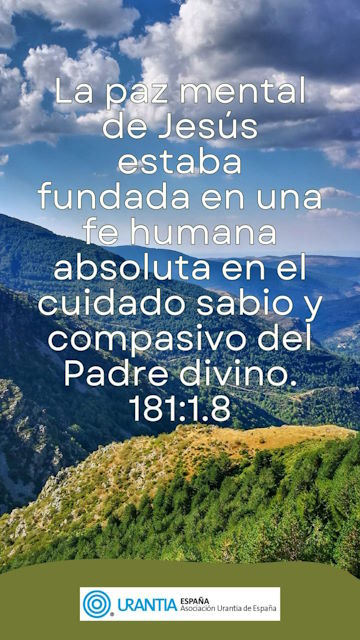 La paz mental
de Jesús
estaba
fundada en una
fe humana
absoluta en el
cuidado sabio y
compasivo del
Padre divino.
181:1.8
URANTIA ESPAÑA
Asociación Urantia de España